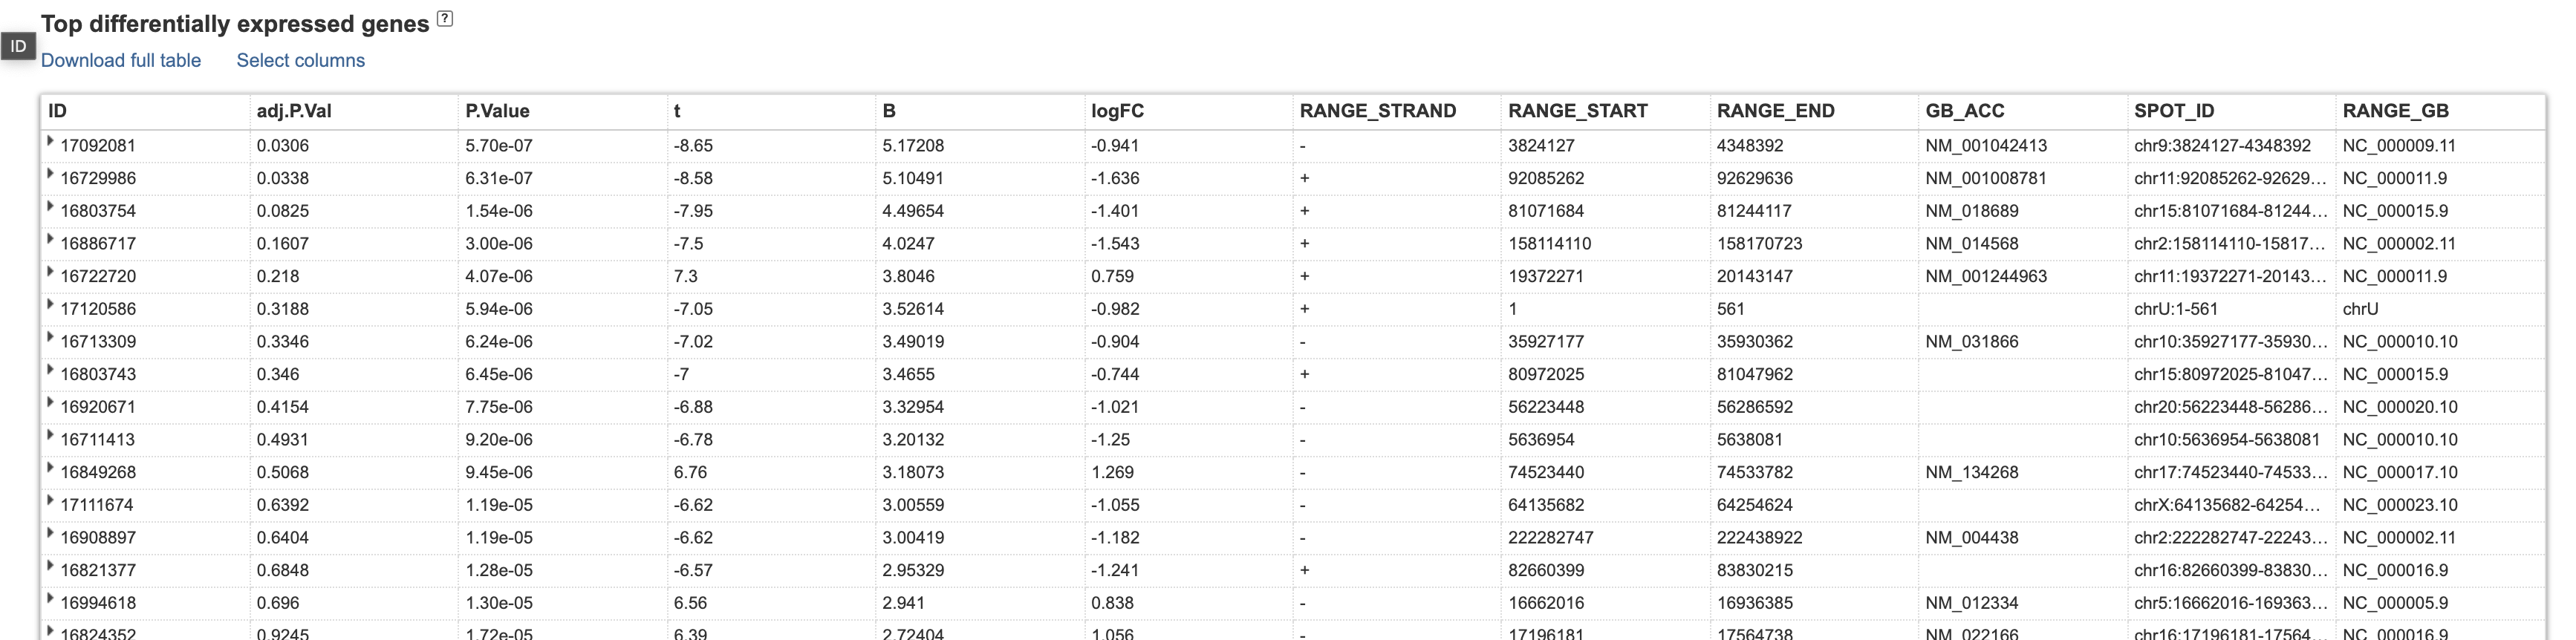 Top differentially expressed genes ?
ID
Download full table Select columns
ID adj.P.Val P.Value t B logFC RANGE_STRAND RANGE_START RANGE_END GB_ACC SPOT_ID RANGE_GB
17092081 0.0306 5.70e-07 -8.65 5.17208 -0.941 - 3824127 4348392 NM_001042413 chr9:3824127-4348392 NC_000009.11
16729986 0.0338 6.31e-07 -8.58 5.10491 -1.636 + 92085262 92629636 NM_001008781 chr11:92085262-92629... NC_000011.9
16803754 0.0825 1.54e-06 -7.95 4.49654 -1.401 + 81071684 81244117 NM_018689 chr15:81071684-81244... NC_000015.9
16886717 0.1607 3.00e-06 -7.5 4.0247 -1.543 + 158114110 158170723 NM_014568 chr2:158114110-15817... NC_000002.11
16722720 0.218 4.07e-06 7.3 3.8046 0.759 + 19372271 20143147 NM_001244963 chr11:19372271-20143... NC_000011.9
17120586 0.3188 5.94e-06 -7.05 3.52614 -0.982 + 1 561 chrU:1-561 chrU
16713309 0.3346 6.24e-06 -7.02 3.49019 -0.904 - 35927177 35930362 NM_031866 chr10:35927177-35930... NC_000010.10
16803743 0.346 6.45e-06 -7 3.4655 -0.744 + 80972025 81047962 chr15:80972025-81047... NC_000015.9
16920671 0.4154 7.75e-06 -6.88 3.32954 -1.021 - 56223448 56286592 chr20:56223448-56286... NC_000020.10
16711413 0.4931 9.20e-06 -6.78 3.20132 -1.25 - 5636954 5638081 chr10:5636954-5638081 NC_000010.10
16849268 0.5068 9.45e-06 6.76 3.18073 1.269 - 74523440 74533782 NM_134268 chr17:74523440-74533... NC_000017.10
17111674 0.6392 1.19e-05 -6.62 3.00559 -1.055 - 64135682 64254624 chrX:64135682-64254... NC_000023.10
16908897 0.6404 1.19e-05 -6.62 3.00419 -1.182 - 222282747 222438922 NM_004438 chr2:222282747-22243... NC_000002.11
16821377 0.6848 1.28e-05 -6.57 2.95329 -1.241 + 82660399 83830215 chr16:82660399-83830... NC_000016.9
16994618 0.696 1.30e-05 6.56 2.941 0.838 - 16662016 16936385 NM_012334 chr5:16662016-169363... NC_000005.9
16824352 0.9245 1.72e-05 6.39 2.72404 1.056 - 17196181 17564738 NM_022166 chr16:17196181-17564... NC_000016.9